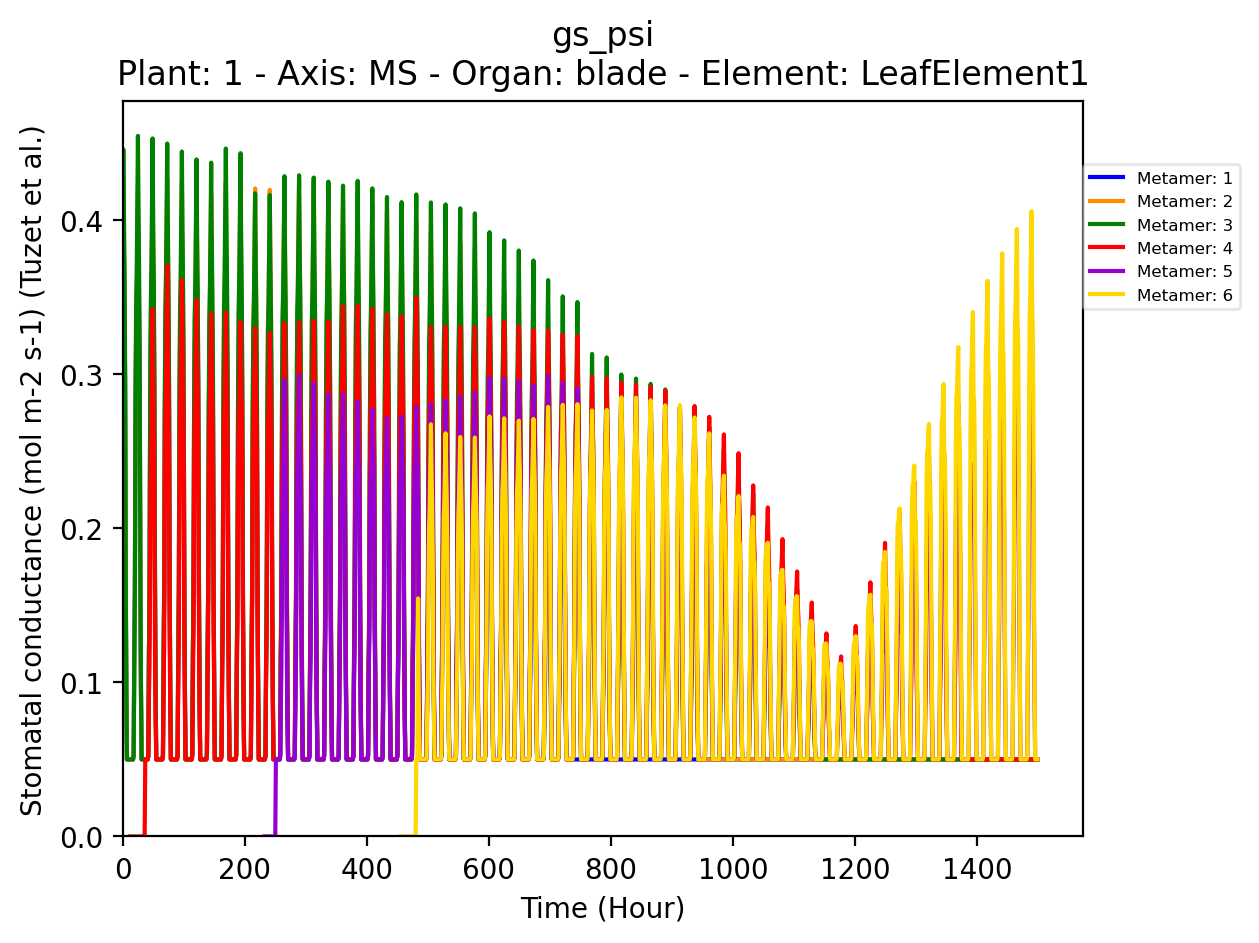 gs_psi
Plant: 1 - Axis: MS - Organ: blade - Element: LeafElement1
Stomatal conductance (mol m-2 s-1) (Tuzet et al.)
0.4
0.3
0.2
0.1
0.0
0 200 400 600 800 1000 1200 1400
Time (Hour)
Metamer: 1
Metamer: 2
Metamer: 3
Metamer: 4
Metamer: 5
Metamer: 6